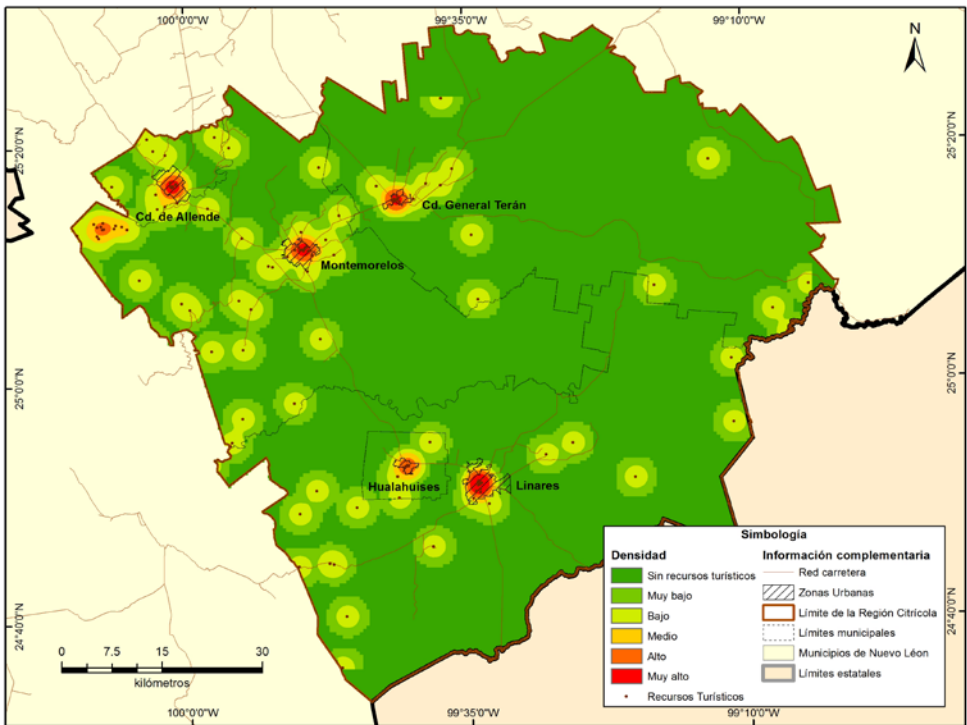 100°0'0"W
99°35'0"W
99°10'0"W
N
25°20'0"N
25°20'0"N
Cd. de Allende
Cd. General Terán
Montemorelos
25°0'0"N
25°0'0"N
Hualahuises
Linares
24°40'0"N
24°40'0"N
0 7.5 15 30
kilómetros
Simbología
Densidad
Sin recursos turísticos
Muy bajo
Bajo
Medio
Alto
Muy alto
Recursos Turísticos
Información complementaria
Red carretera
Zonas Urbanas
Límite de la Región Citrícola
Límites municipales
Municipios de Nuevo Léon
Límites estatales
100°0'0"W
99°35'0"W
99°10'0"W